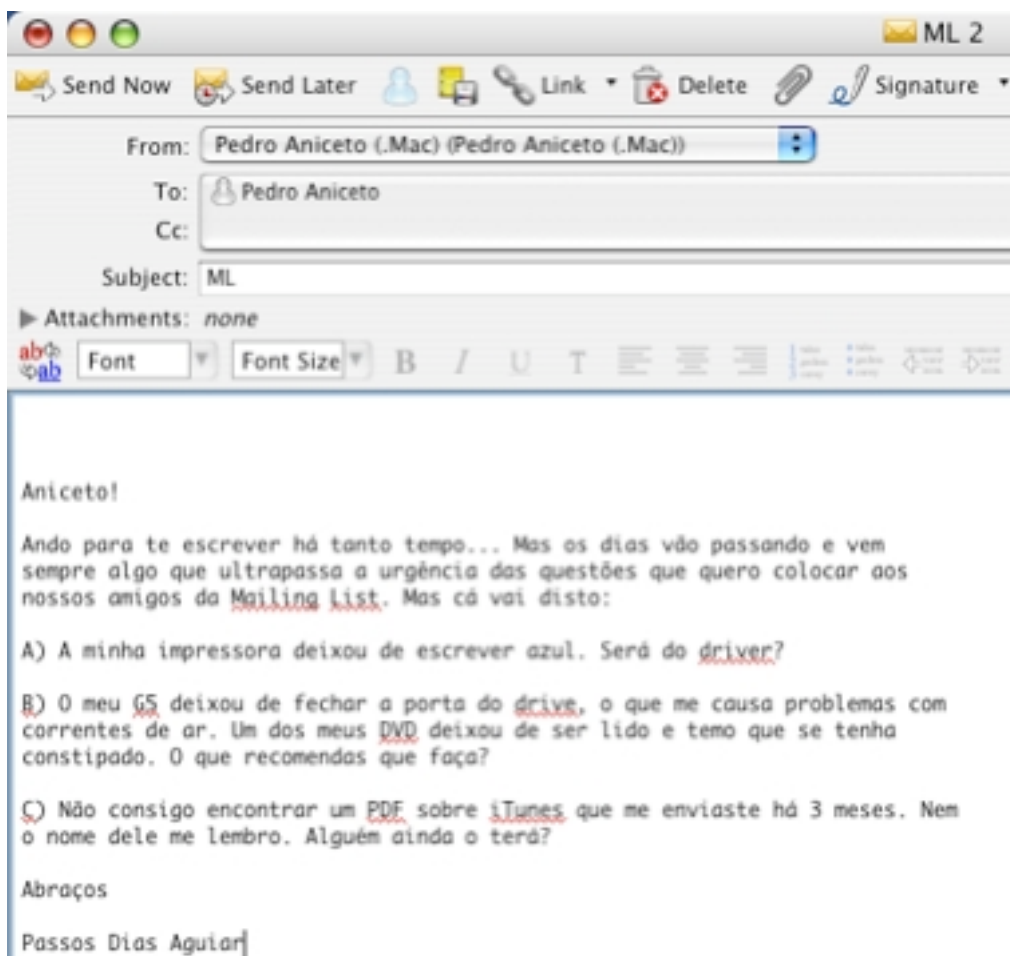 ML 2
Send Now Send Later Link Delete Signature
From: Pedro Aniceto (.Mac) (Pedro Aniceto (.Mac))
To: Pedro Aniceto
Cc:
Subject: ML
Attachments: none
Font Font Size B I U T
Aniceto!
Ando para te escrever há tanto tempo... Mas os dias vão passando e vem
sempre algo que ultrapassa a urgência das questões que quero colocar aos
nossos amigos da Mailing List. Mas cá vai disto:
A) A minha impressora deixou de escrever azul. Será do driver?
B) O meu G5 deixou de fechar a porta do drive, o que me causa problemas com
correntes de ar. Um dos meus DVD deixou de ser lido e temo que se tenha
constipado. O que recomendas que faça?
C) Não consigo encontrar um PDF sobre iTunes que me enviaste há 3 meses. Nem
o nome dele me lembro. Alguém ainda o terá?
Abraços
Passos Dias Aguiar